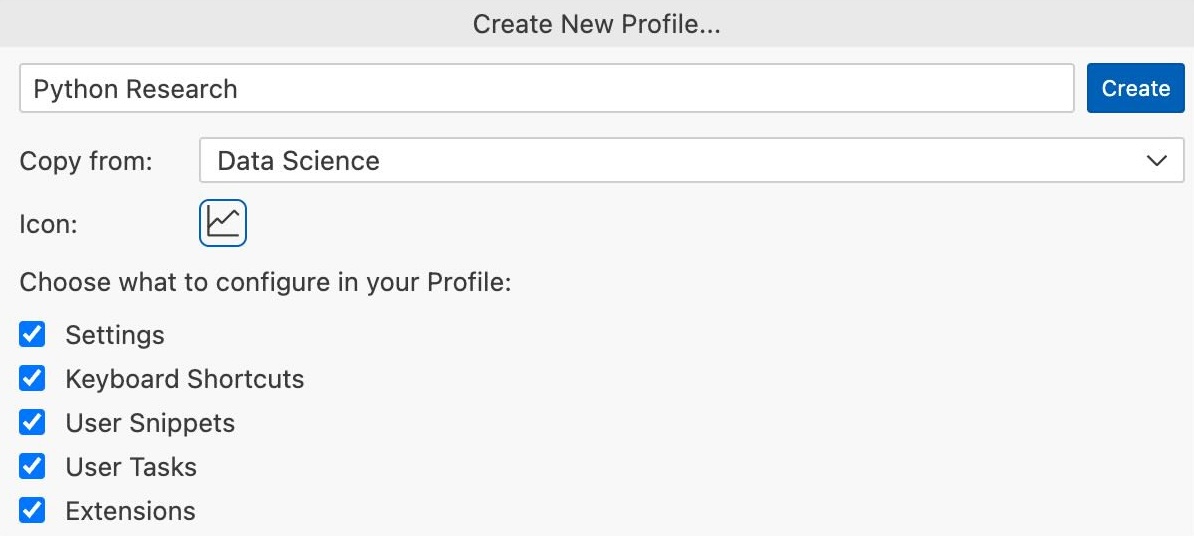 Create New Profile...
Python Research
Create
Copy from:
Data Science
Icon:
Choose what to configure in your Profile:
Settings
Keyboard Shortcuts
User Snippets
User Tasks
Extensions